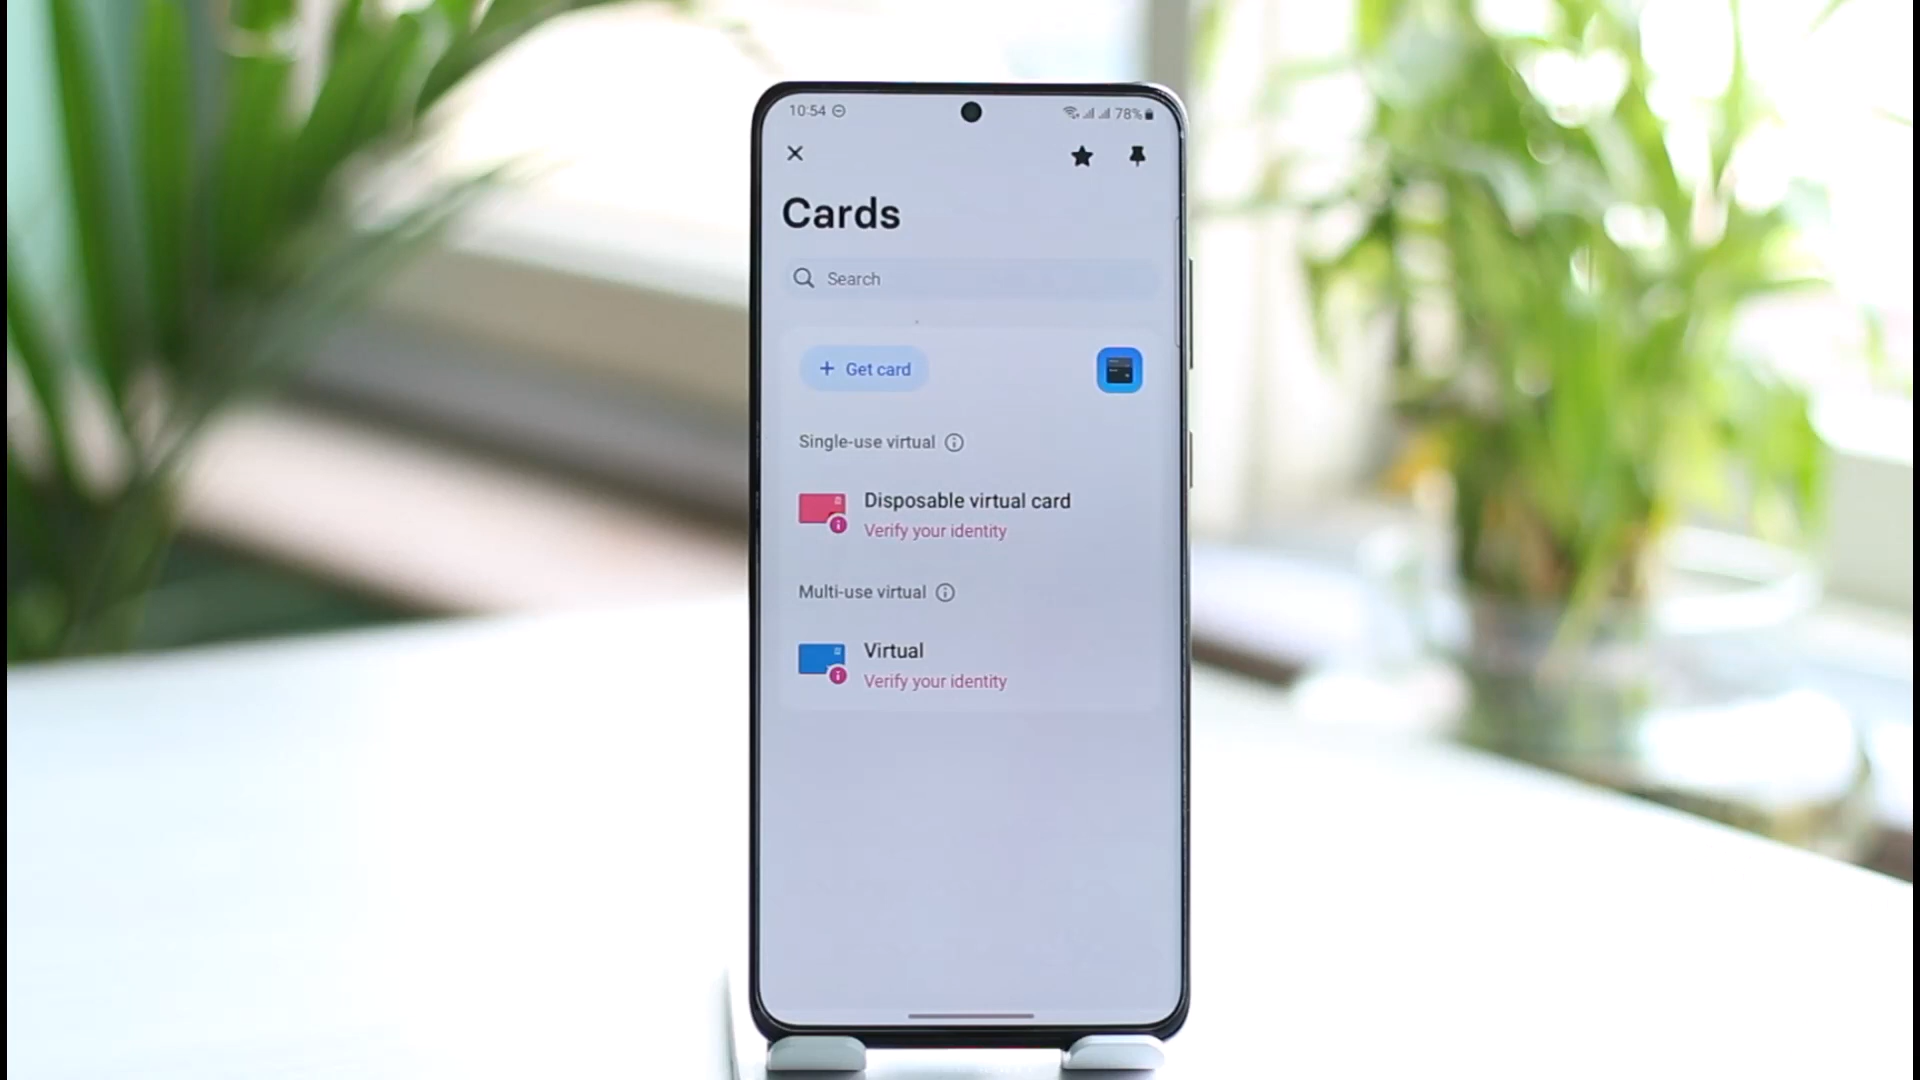 10:54
78%
Cards
Search
+ Get card
Single-use virtual
Disposable virtual card
Verify your identity
Multi-use virtual
Virtual
Verify your identity